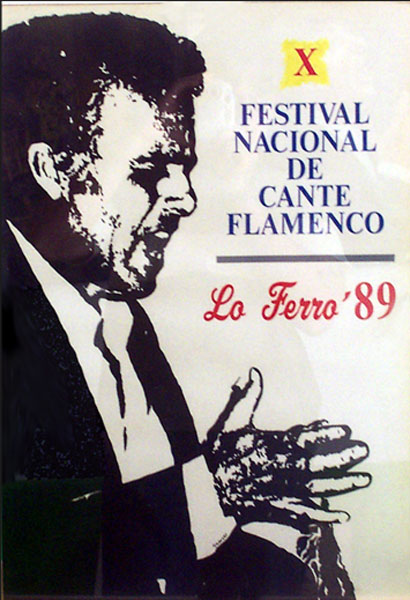 X
FESTIVAL
NACIONAL
DE
CANTE
FLAMENCO
Lo Ferro '89